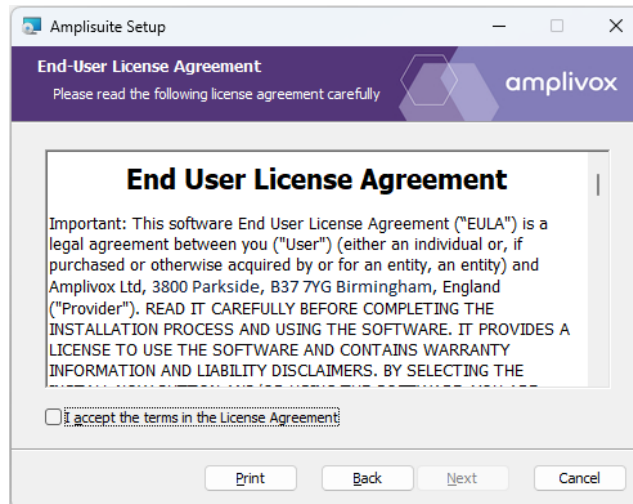 Amplisuite Setup
End-User License Agreement
Please read the following license agreement carefully
amplivox
End User License Agreement
Important: This software End User License Agreement ("EULA") is a
legal agreement between you ("User") (either an individual or, if
purchased or otherwise acquired by or for an entity, an entity) and
Amplivox Ltd, 3800 Parkside, B37 7YG Birmingham, England
("Provider"). READ IT CAREFULLY BEFORE COMPLETING THE
INSTALLATION PROCESS AND USING THE SOFTWARE. IT PROVIDES A
LICENSE TO USE THE SOFTWARE AND CONTAINS WARRANTY
INFORMATION AND LIABILITY DISCLAIMERS. BY SELECTING THE
I accept the terms in the License Agreement
Print
Back
Next
Cancel